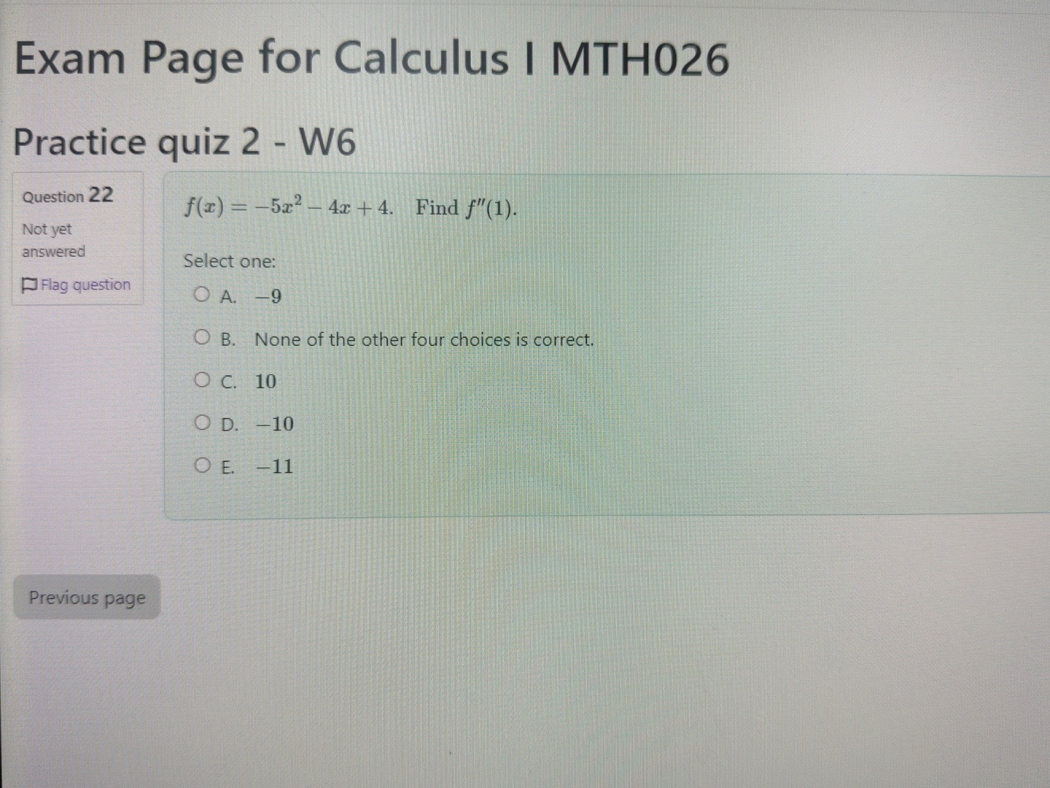 Exam Page for Calculus I MTH026
Practice quiz 2 - W6
Question 22
Not yet
answered
Flag question
f(x) = −5x² − 4x + 4. Find f″(1).
Select one:
A. −9
B. None of the other four choices is correct.
C. 10
D. −10
E. −11
Previous page